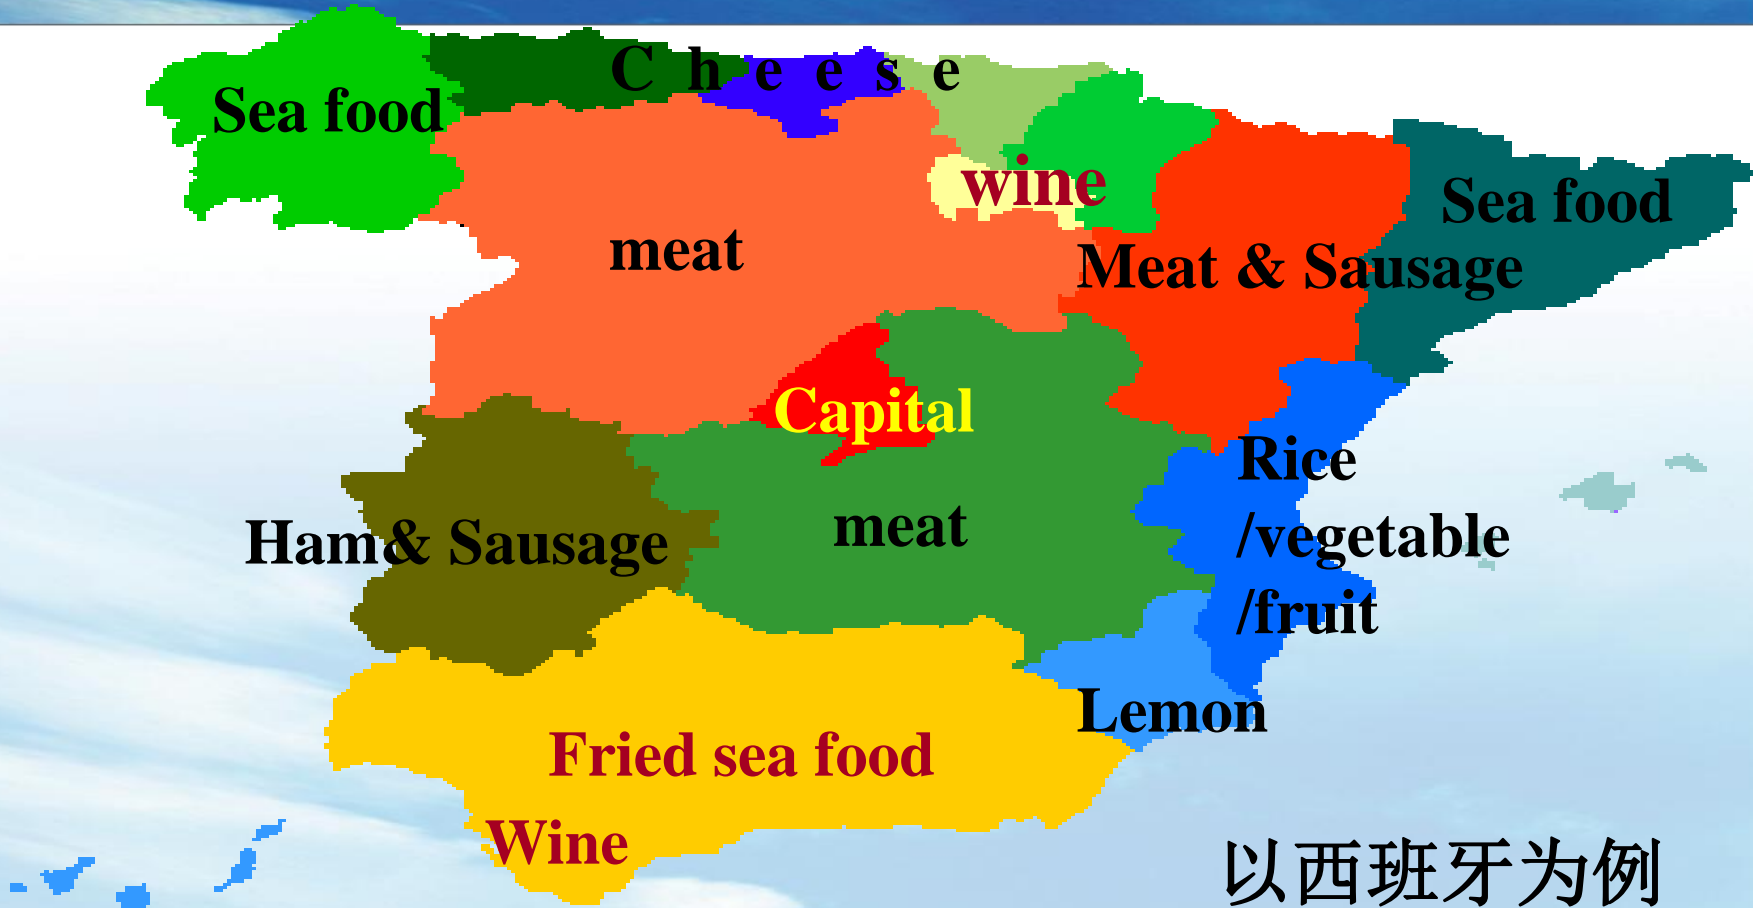 C h e e s e
Sea food
wine
Sea food
meat
Meat & Sausage
Capital
Rice
/vegetable
/fruit
Ham& Sausage
meat
Lemon
Fried sea food
Wine
以西班牙为例